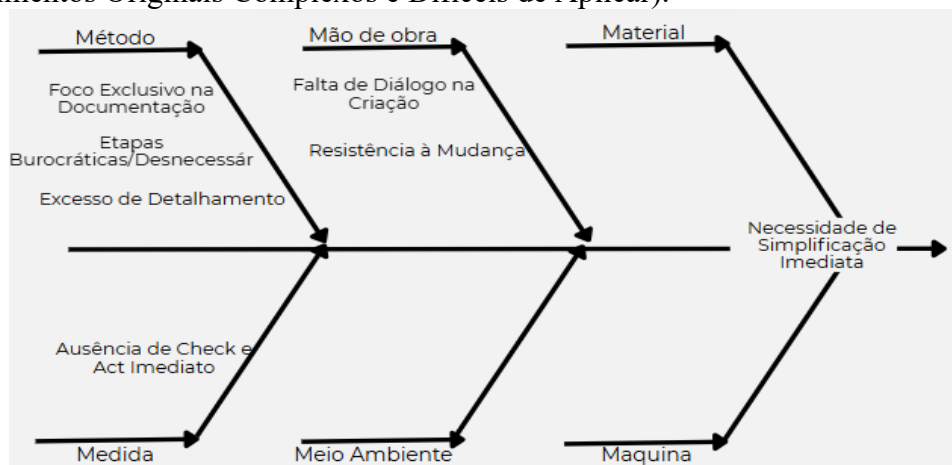 mentos Originais Complexos e Difíceis de Aplicar).
Método
Mão de obra
Material
Foco Exclusivo na
Documentação
Etapas
Burocráticas/Desnecessár
Excesso de Detalhamento
Falta de Diálogo na
Criação
Resistência à Mudança
Necessidade de
Simplificação
Imediata
Ausência de Check e
Act Imediato
Medida
Meio Ambiente
Maquina